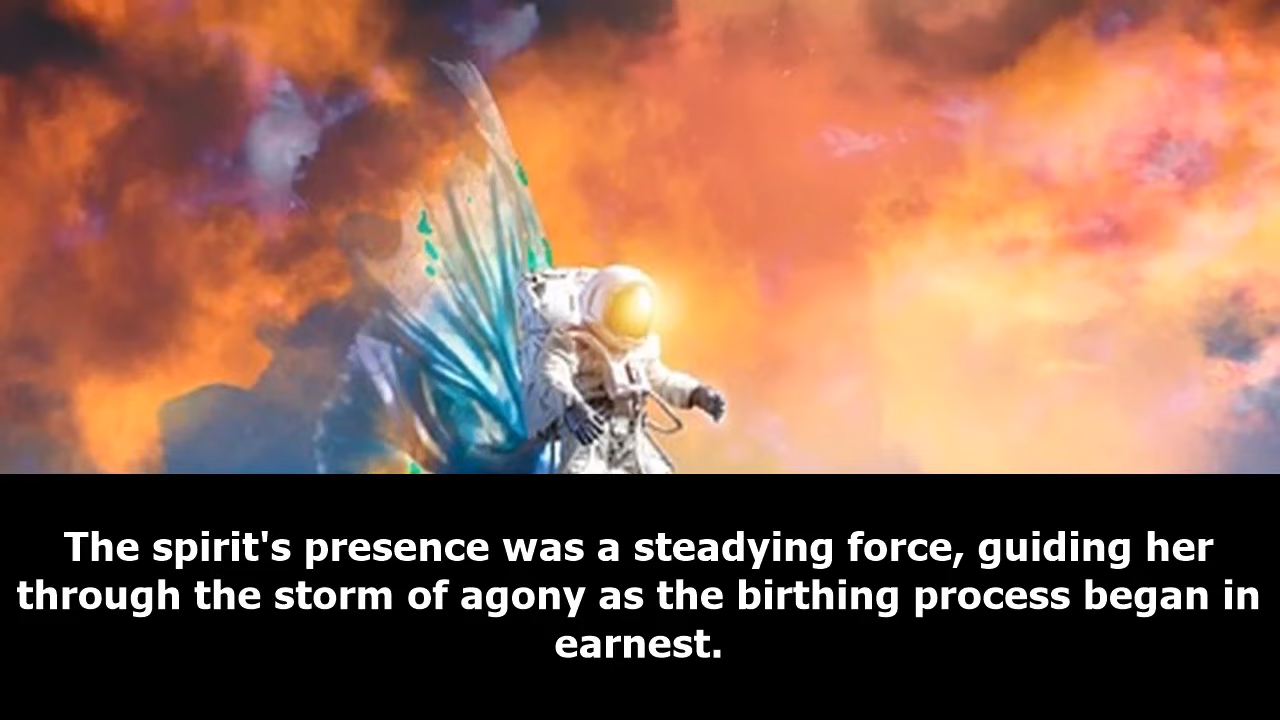 The spirit's presence was a steadying force, guiding her
through the storm of agony as the birthing process began in
earnest.